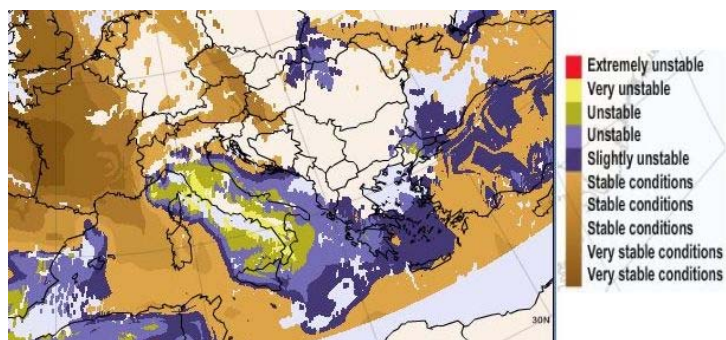 Extremely unstable
Very unstable
Unstable
Unstable
Slightly unstable
Stable conditions
Stable conditions
Stable conditions
Very stable conditions
Very stable conditions
30N